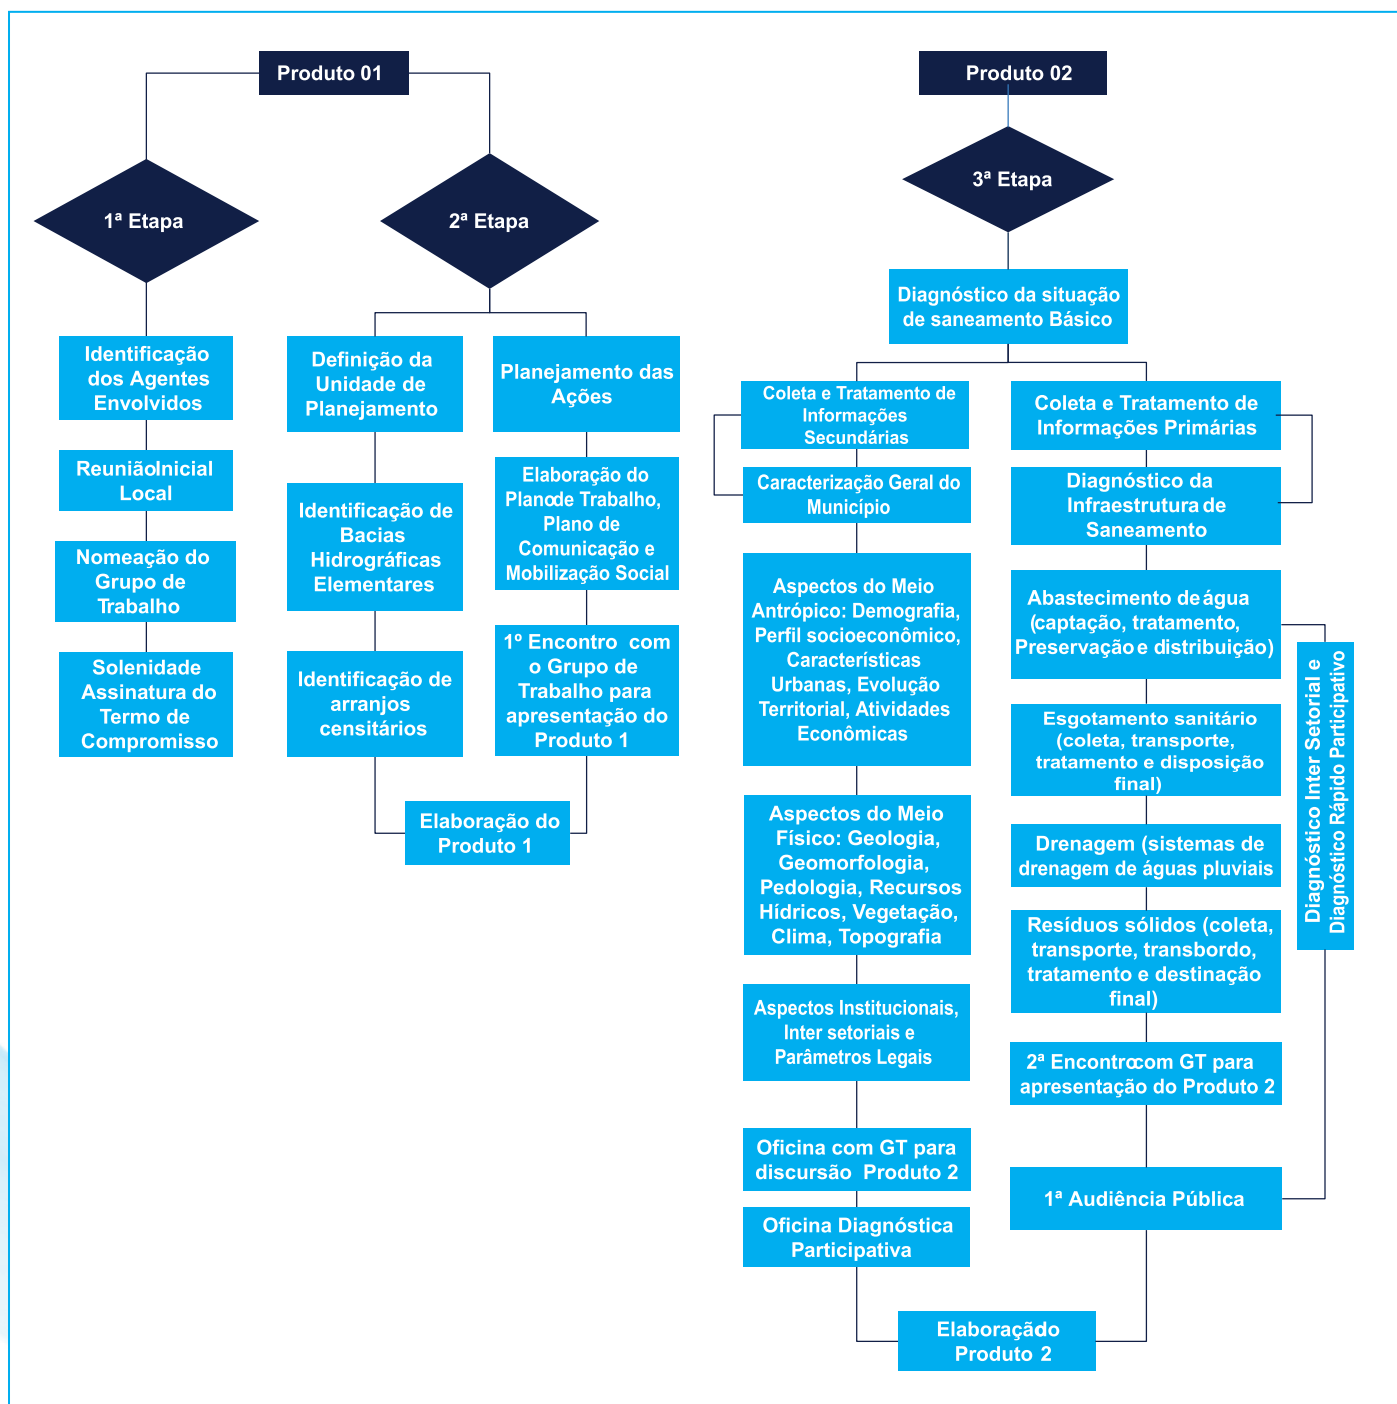 Produto 01
1ª Etapa
Identificação
dos Agentes
Envolvidos
ReuniãoInicial
Local
Nomeação do
Grupo de
Trabalho
Solenidade
Assinatura do
Termo de
Compromisso
2ª Etapa
Definição da
Unidade de
Planejamento
Identificação de
Bacias
Hidrográficas
Elementares
Identificação de
arranjos
censitários
Planejamento das
Ações
Elaboração do
Planode Trabalho,
Plano de
Comunicação e
Mobilização Social
1º Encontro com
o Grupo de
Trabalho para
apresentação do
Produto 1
Elaboração do
Produto 1
Produto 02
3ª Etapa
Diagnóstico da situação
de saneamento Básico
Coleta e Tratamento de
Informações
Secundárias
Caracterização Geral do
Município
Aspectos do Meio
Antrópico: Demografia,
Perfil socioeconômico,
Características
Urbanas, Evolução
Territorial, Atividades
Econômicas
Aspectos do Meio
Físico: Geologia,
Geomorfologia,
Pedologia, Recursos
Hídricos, Vegetação,
Clima, Topografia
Aspectos Institucionais,
Inter setoriais e
Parâmetros Legais
Oficina com GT para
discursão Produto 2
Oficina Diagnóstica
Participativa
Coleta e Tratamento de
Informações Primárias
Diagnóstico da
Infraestrutura de
Saneamento
Abastecimento de água
(captação, tratamento,
Preservação e distribuição)
Esgotamento sanitário
(coleta, transporte,
tratamento e disposição
final)
Drenagem (sistemas de
drenagem de águas pluviais
Resíduos sólidos (coleta,
transporte, transbordo,
tratamento e destinação
final)
2ª Encontrocom GT para
apresentação do Produto 2
1ª Audiência Pública
Diagnóstico Inter Setorial e
Diagnóstico Rápido Participativo
Elaboraçãodo
Produto 2